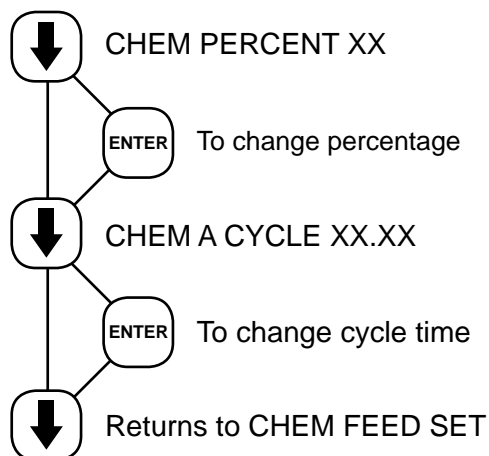 CHEM PERCENT XX
ENTER To change percentage
CHEM A CYCLE XX.XX
ENTER To change cycle time
Returns to CHEM FEED SET